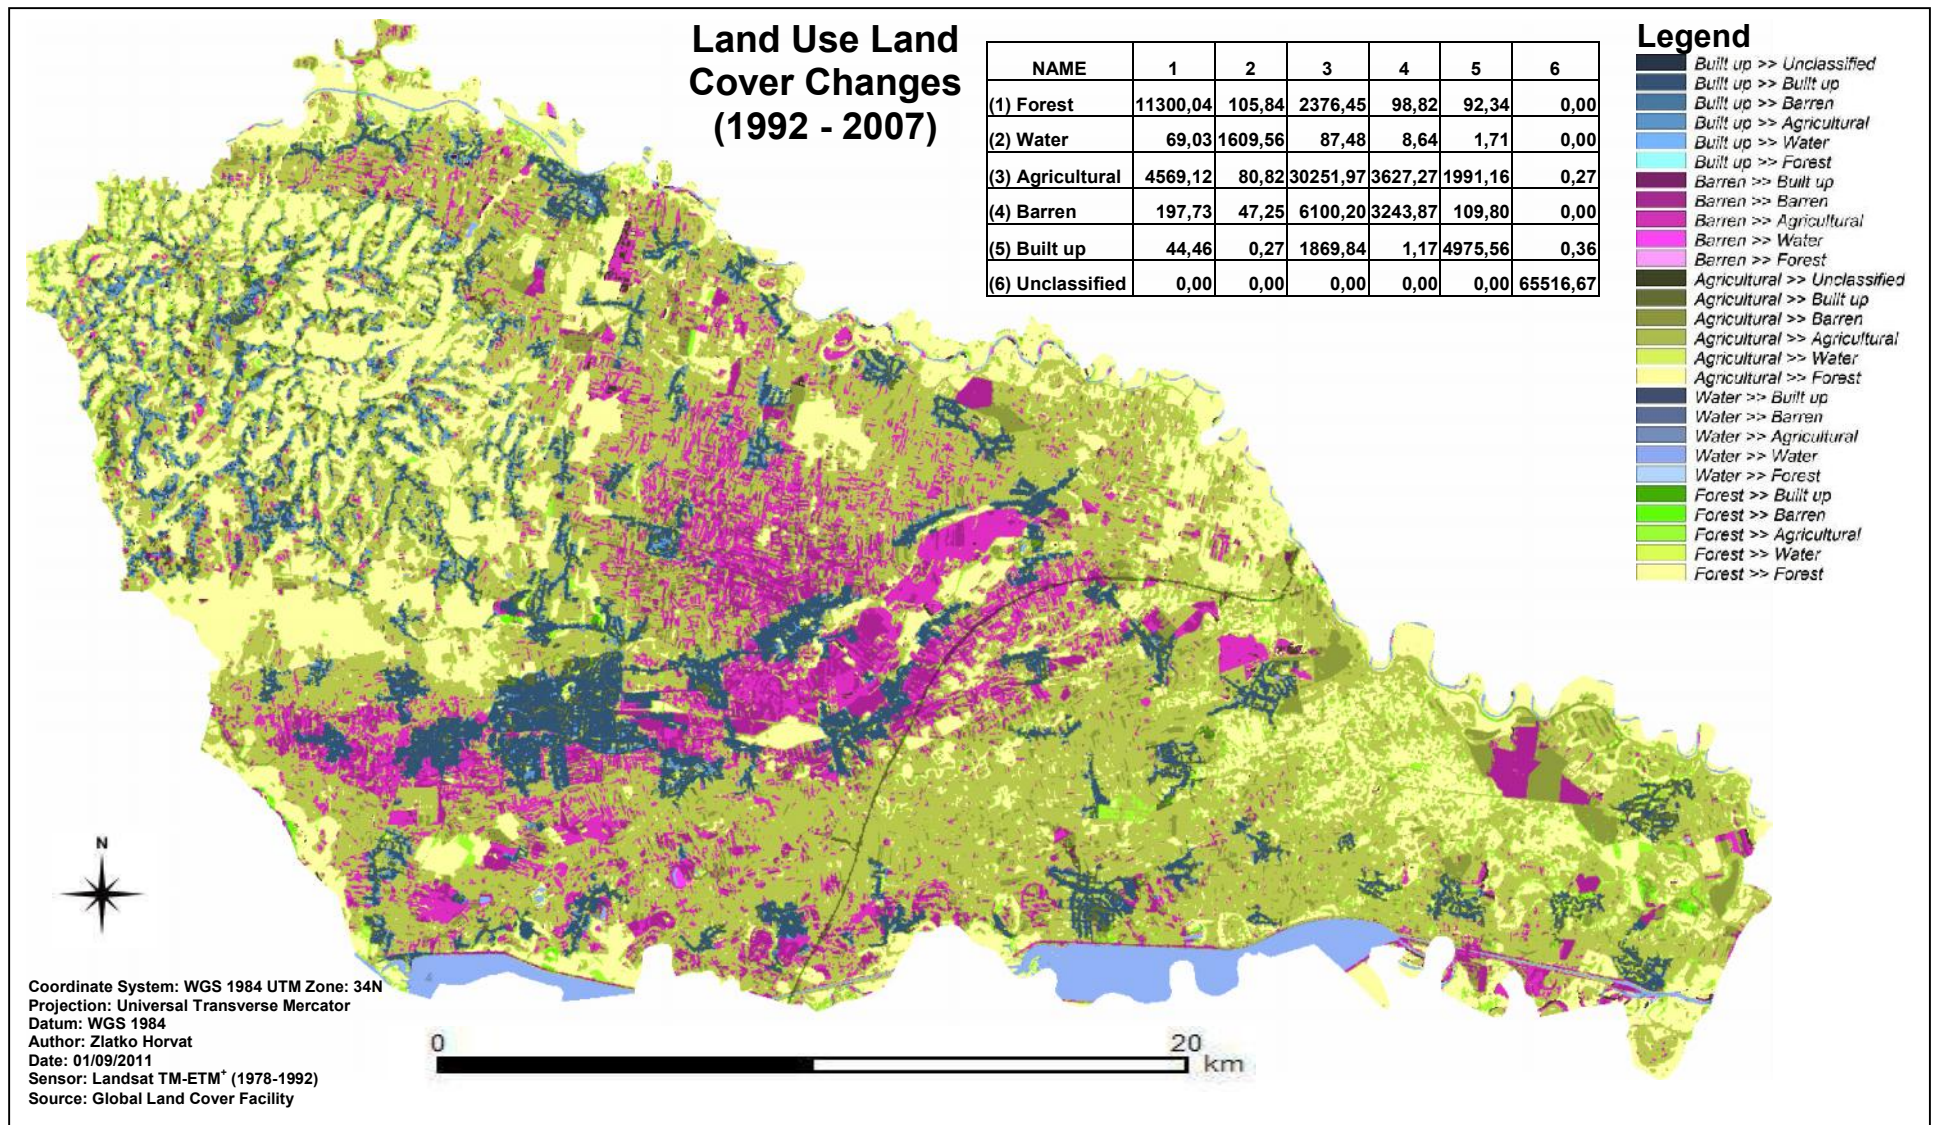 Land Use Land
Cover Changes
(1992 - 2007)
NAME 1 2 3 4 5 6
(1) Forest 11300,04 105,84 2376,45 98,82 92,34 0,00
(2) Water 69,03 1609,56 87,48 8,64 1,71 0,00
(3) Agricultural 4569,12 80,82 30251,97 3627,27 1991,16 0,27
(4) Barren 197,73 47,25 6100,20 3243,87 109,80 0,00
(5) Built up 44,46 0,27 1869,84 1,17 4975,56 0,36
(6) Unclassified 0,00 0,00 0,00 0,00 0,00 65516,67
Legend
Built up >> Unclassified
Built up >> Built up
Built up >> Barren
Built up >> Agricultural
Built up >> Water
Built up >> Forest
Barren >> Built up
Barren >> Barren
Barren >> Agricultural
Barren >> Water
Barren >> Forest
Agricultural >> Unclassified
Agricultural >> Built up
Agricultural >> Barren
Agricultural >> Agricultural
Agricultural >> Water
Agricultural >> Forest
Water >> Built up
Water >> Barren
Water >> Agricultural
Water >> Water
Water >> Forest
Forest >> Built up
Forest >> Barren
Forest >> Agricultural
Forest >> Water
Forest >> Forest
N
Coordinate System: WGS 1984 UTM Zone: 34N
Projection: Universal Transverse Mercator
Datum: WGS 1984
Author: Zlatko Horvat
Date: 01/09/2011
Sensor: Landsat TM-ETM+ (1978-1992)
Source: Global Land Cover Facility
0 20
km